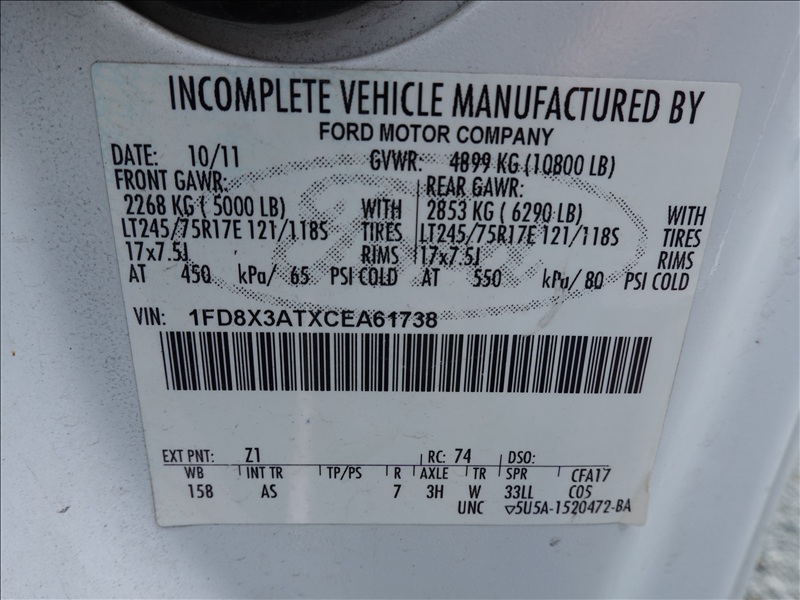 INCOMPLETE VEHICLE MANUFACTURED BY
FORD MOTOR COMPANY
DATE: 10/11 GVWR: 4899 KG (10800 LB)
FRONT GAWR: REAR GAWR:
2268 KG ( 5000 LB) WITH 2853 KG ( 6290 LB) WITH
LT245/75R17E 121/118S TIRES LT245/75R17E 121/118S TIRES
17x7.5J RIMS 17x7.5J RIMS
AT 450 kPa/ 65 PSI COLD AT 550 kPa/ 80 PSI COLD
VIN: 1FD8X3ATXCEA61738
EXT PNT: Z1 RC: 74 DSO:
WB INT TR TP/PS R AXLE TR SPR CFA17
158 AS 7 3H W 33LL COS
UNC ▽5U5A-1520472-BA